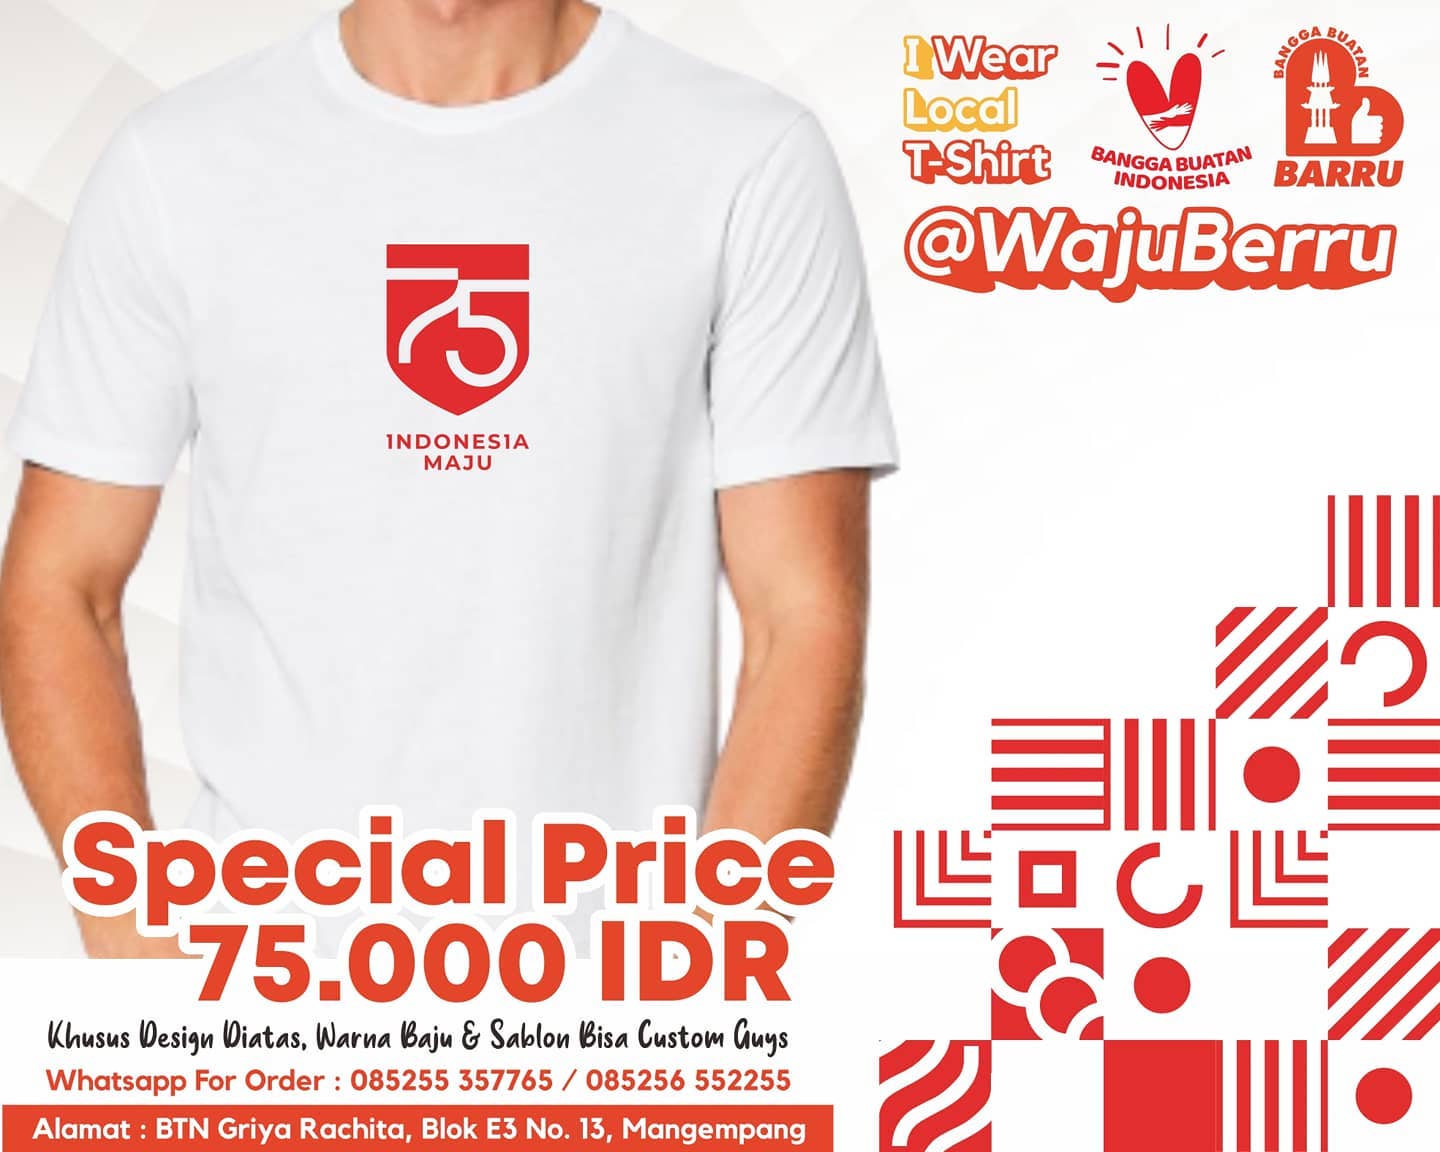 I Wear
Local
T-Shirt
BANGGA BUATAN
INDONESIA
BANGGA BUATAN
BARRU
@WajuBerru
75
1NDONES1A
MAJU
Special Price
75.000 IDR
Khusus Design Diatas, Warna Baju & Sablon Bisa Custom Guys
Whatsapp For Order : 085255 357765 / 085256 552255
Alamat : BTN Griya Rachita, Blok E3 No. 13, Mangempang